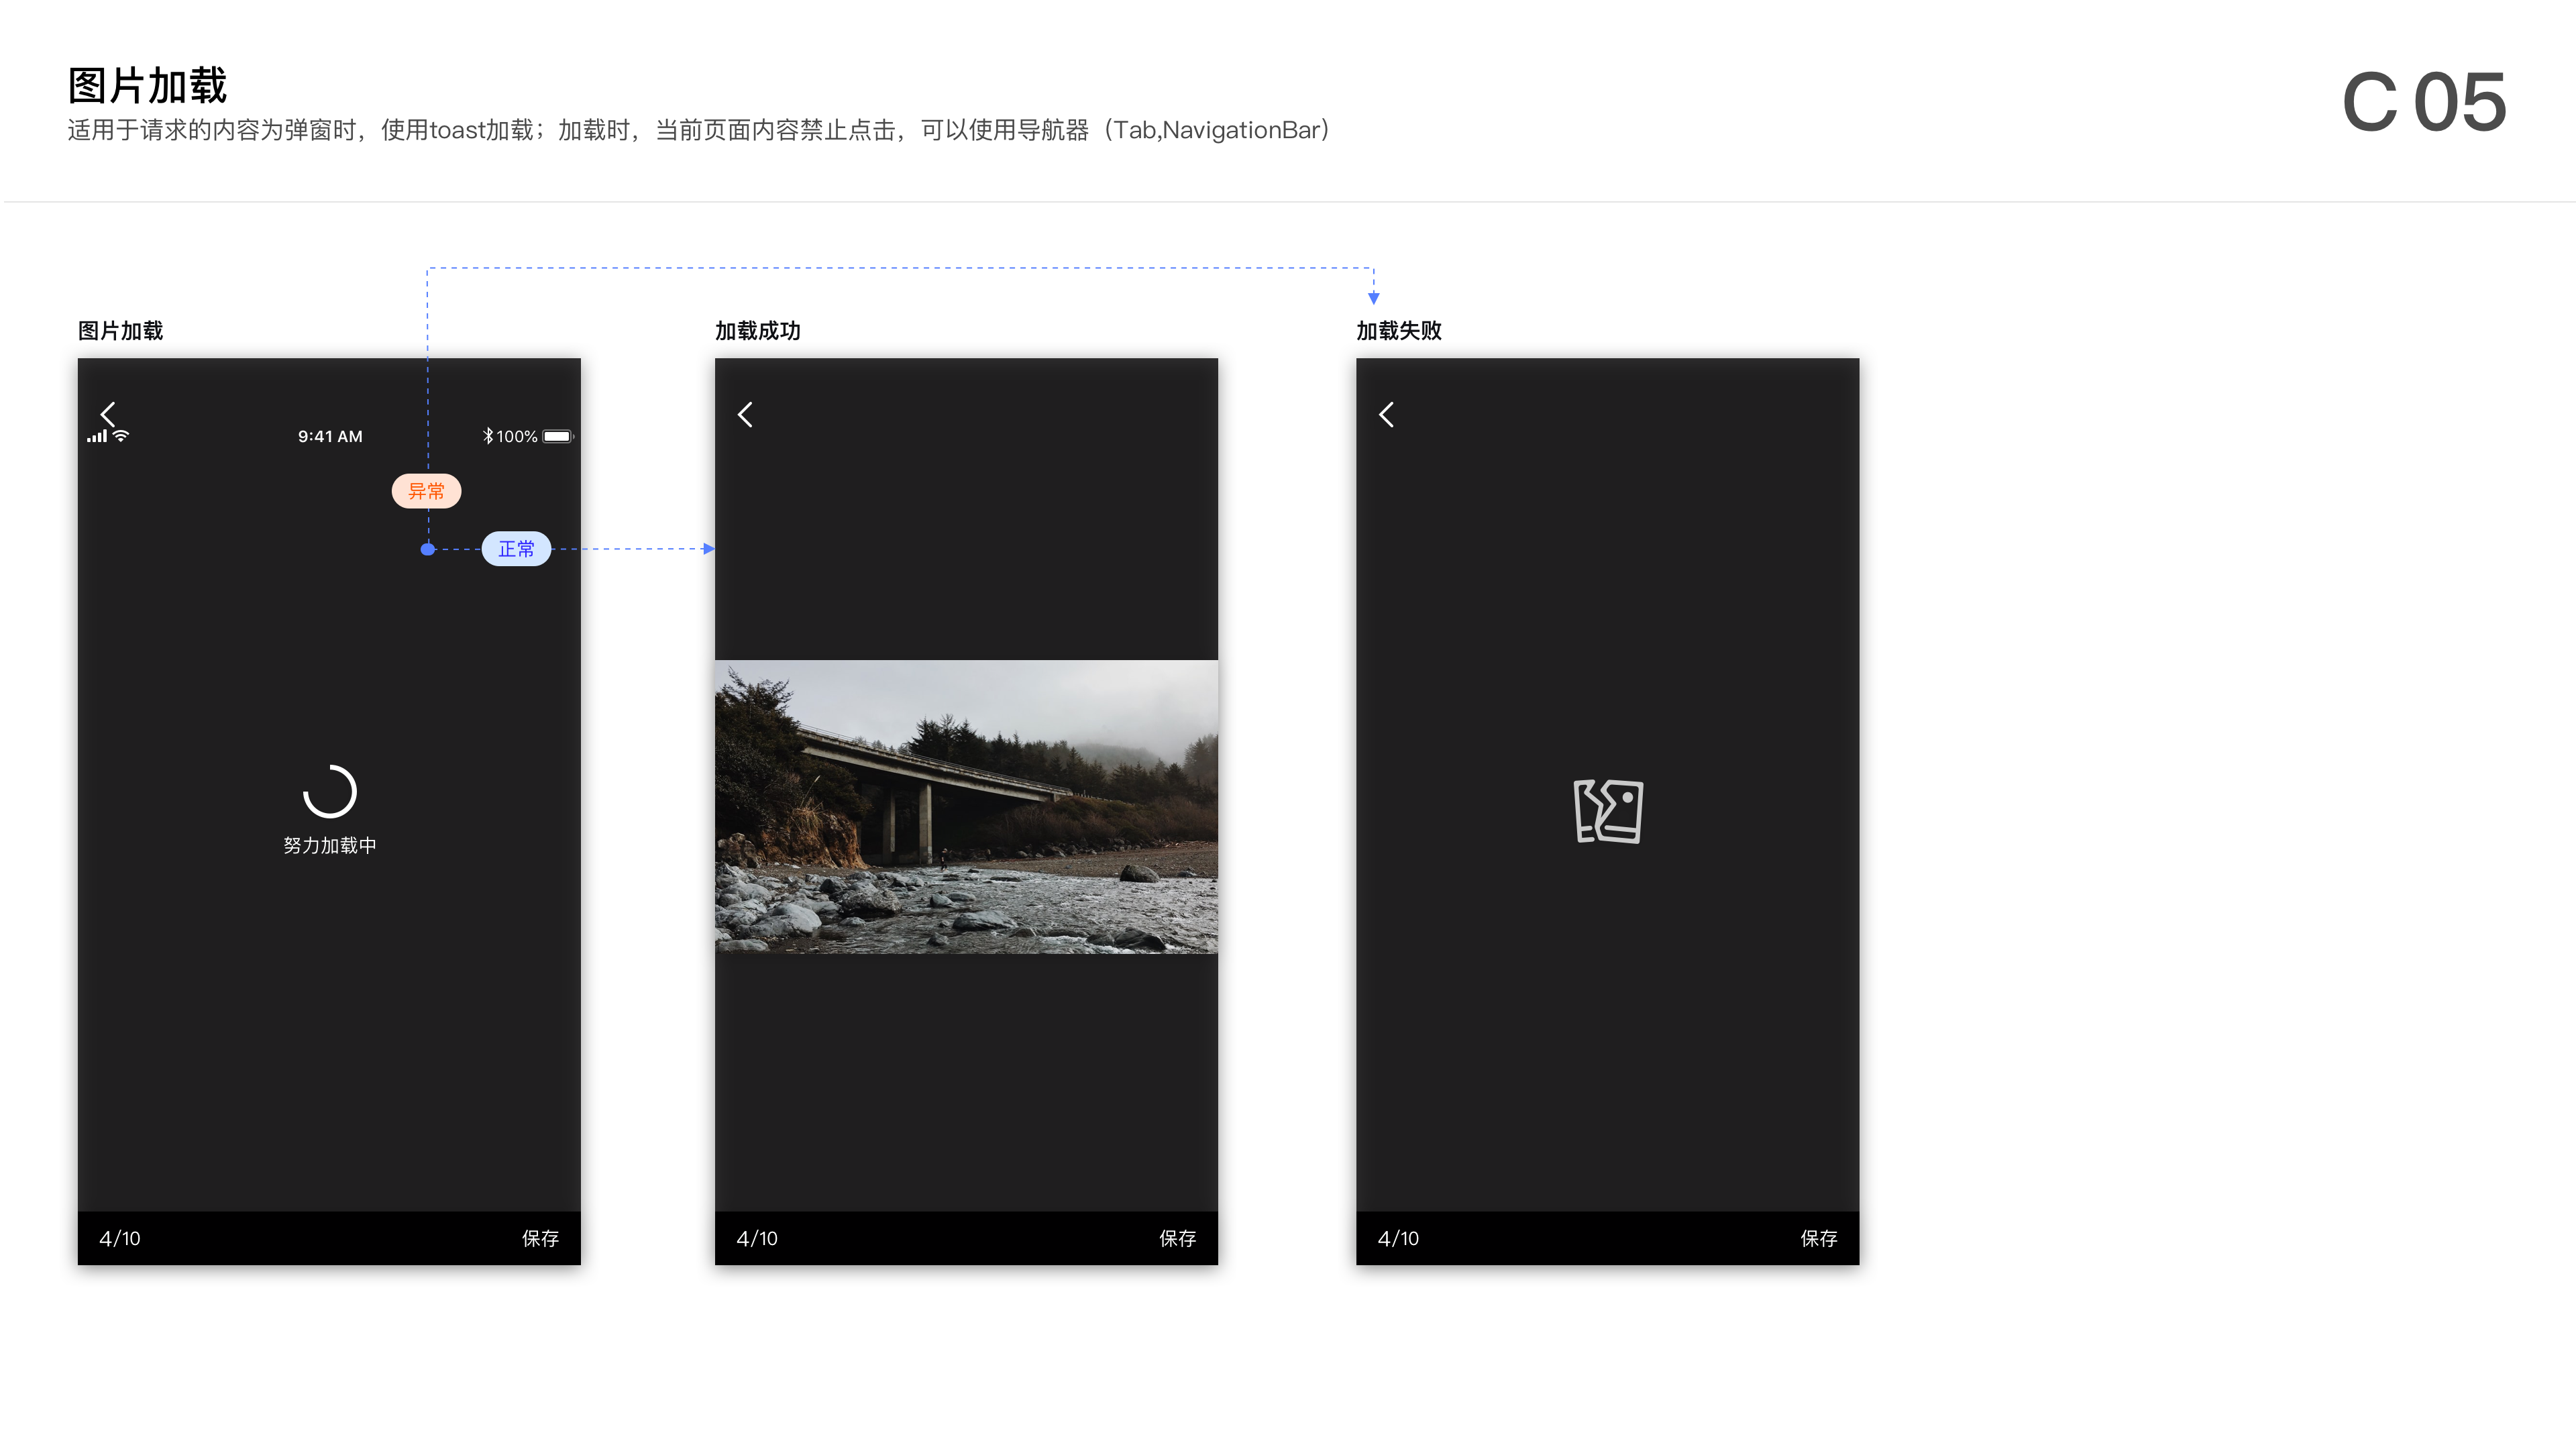 图片加载
C 05
适用于请求的内容为弹窗时，使用toast加载；加载时，当前页面内容禁止点击，可以使用导航器（Tab,NavigationBar）
图片加载
加载成功
加载失败
9:41 AM
100%
异常
正常
努力加载中
4/10
保存
4/10
保存
4/10
保存